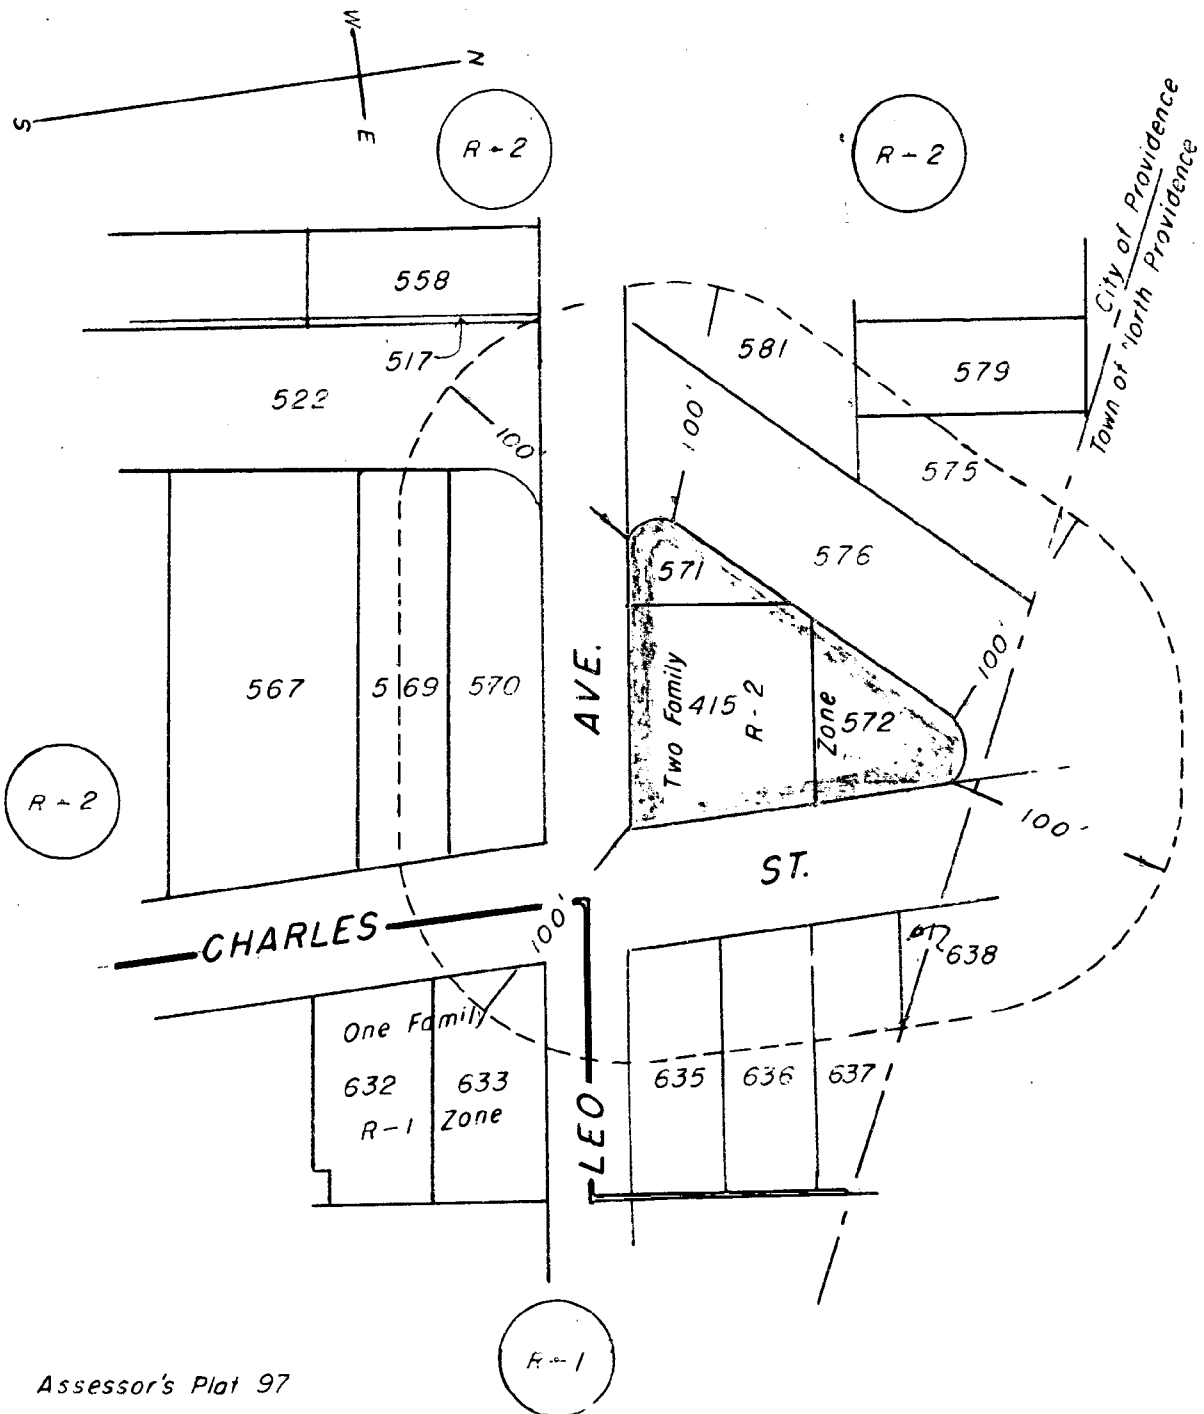 W
N
S
E
R-2
R-2
City of Providence
Town of North Providence
558
517
522
581
579
100'
100'
575
571
576
567
569
570
AVE.
Two Family
415
R-2
Zone
572
100'
R-2
100'
ST.
CHARLES
100'
638
One Family
632
633
R-1 Zone
LEO
635
636
637
R-1
Assessor's Plat 97